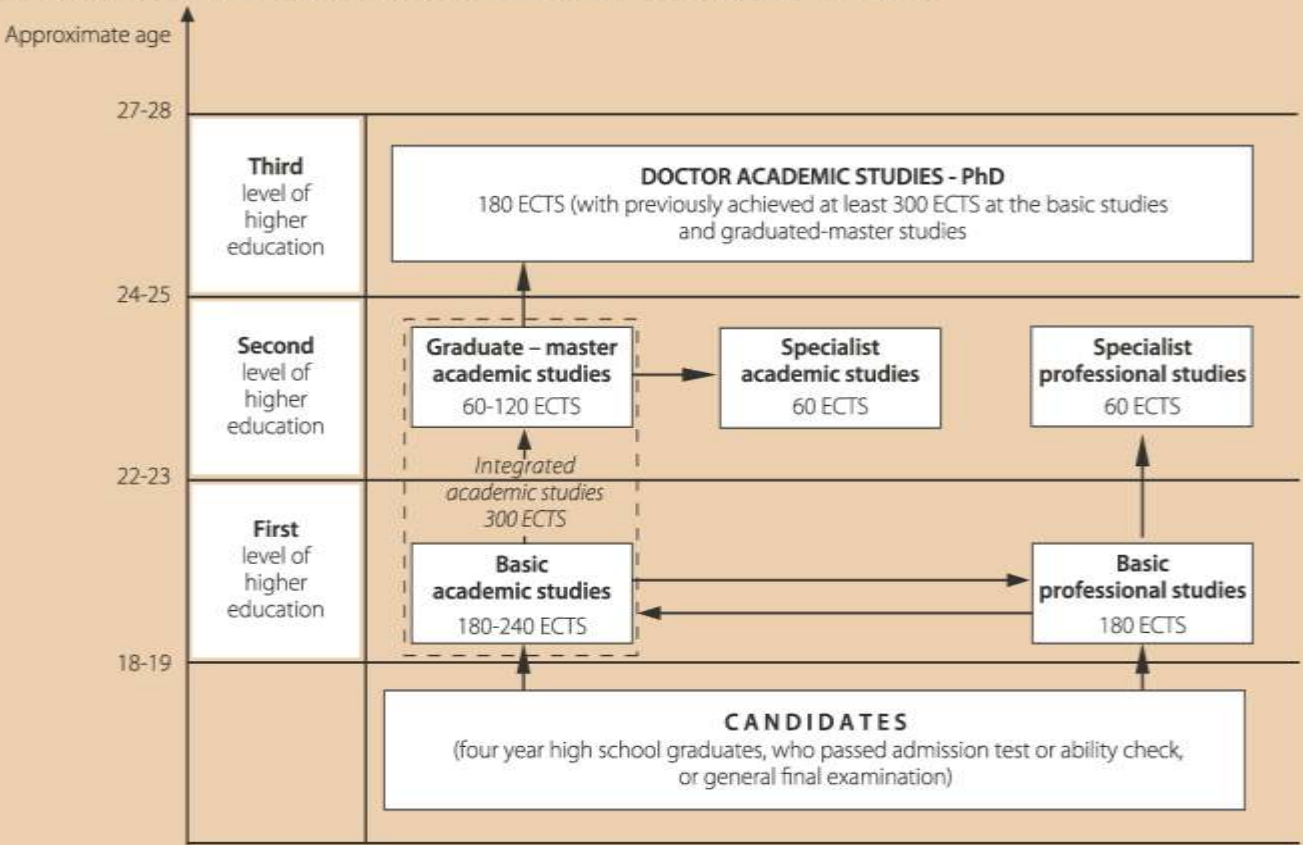 Approximate age
27-28
Third
level of
higher
education
DOCTOR ACADEMIC STUDIES - PhD
180 ECTS (with previously achieved at least 300 ECTS at the basic studies
and graduated-master studies
24-25
Second
level of
higher
education
Graduate – master
academic studies
60-120 ECTS
Specialist
academic studies
60 ECTS
Specialist
professional studies
60 ECTS
Integrated
academic studies
300 ECTS
22-23
First
level of
higher
education
Basic
academic studies
180-240 ECTS
Basic
professional studies
180 ECTS
18-19
CANDIDATES
(four year high school graduates, who passed admission test or ability check,
or general final examination)